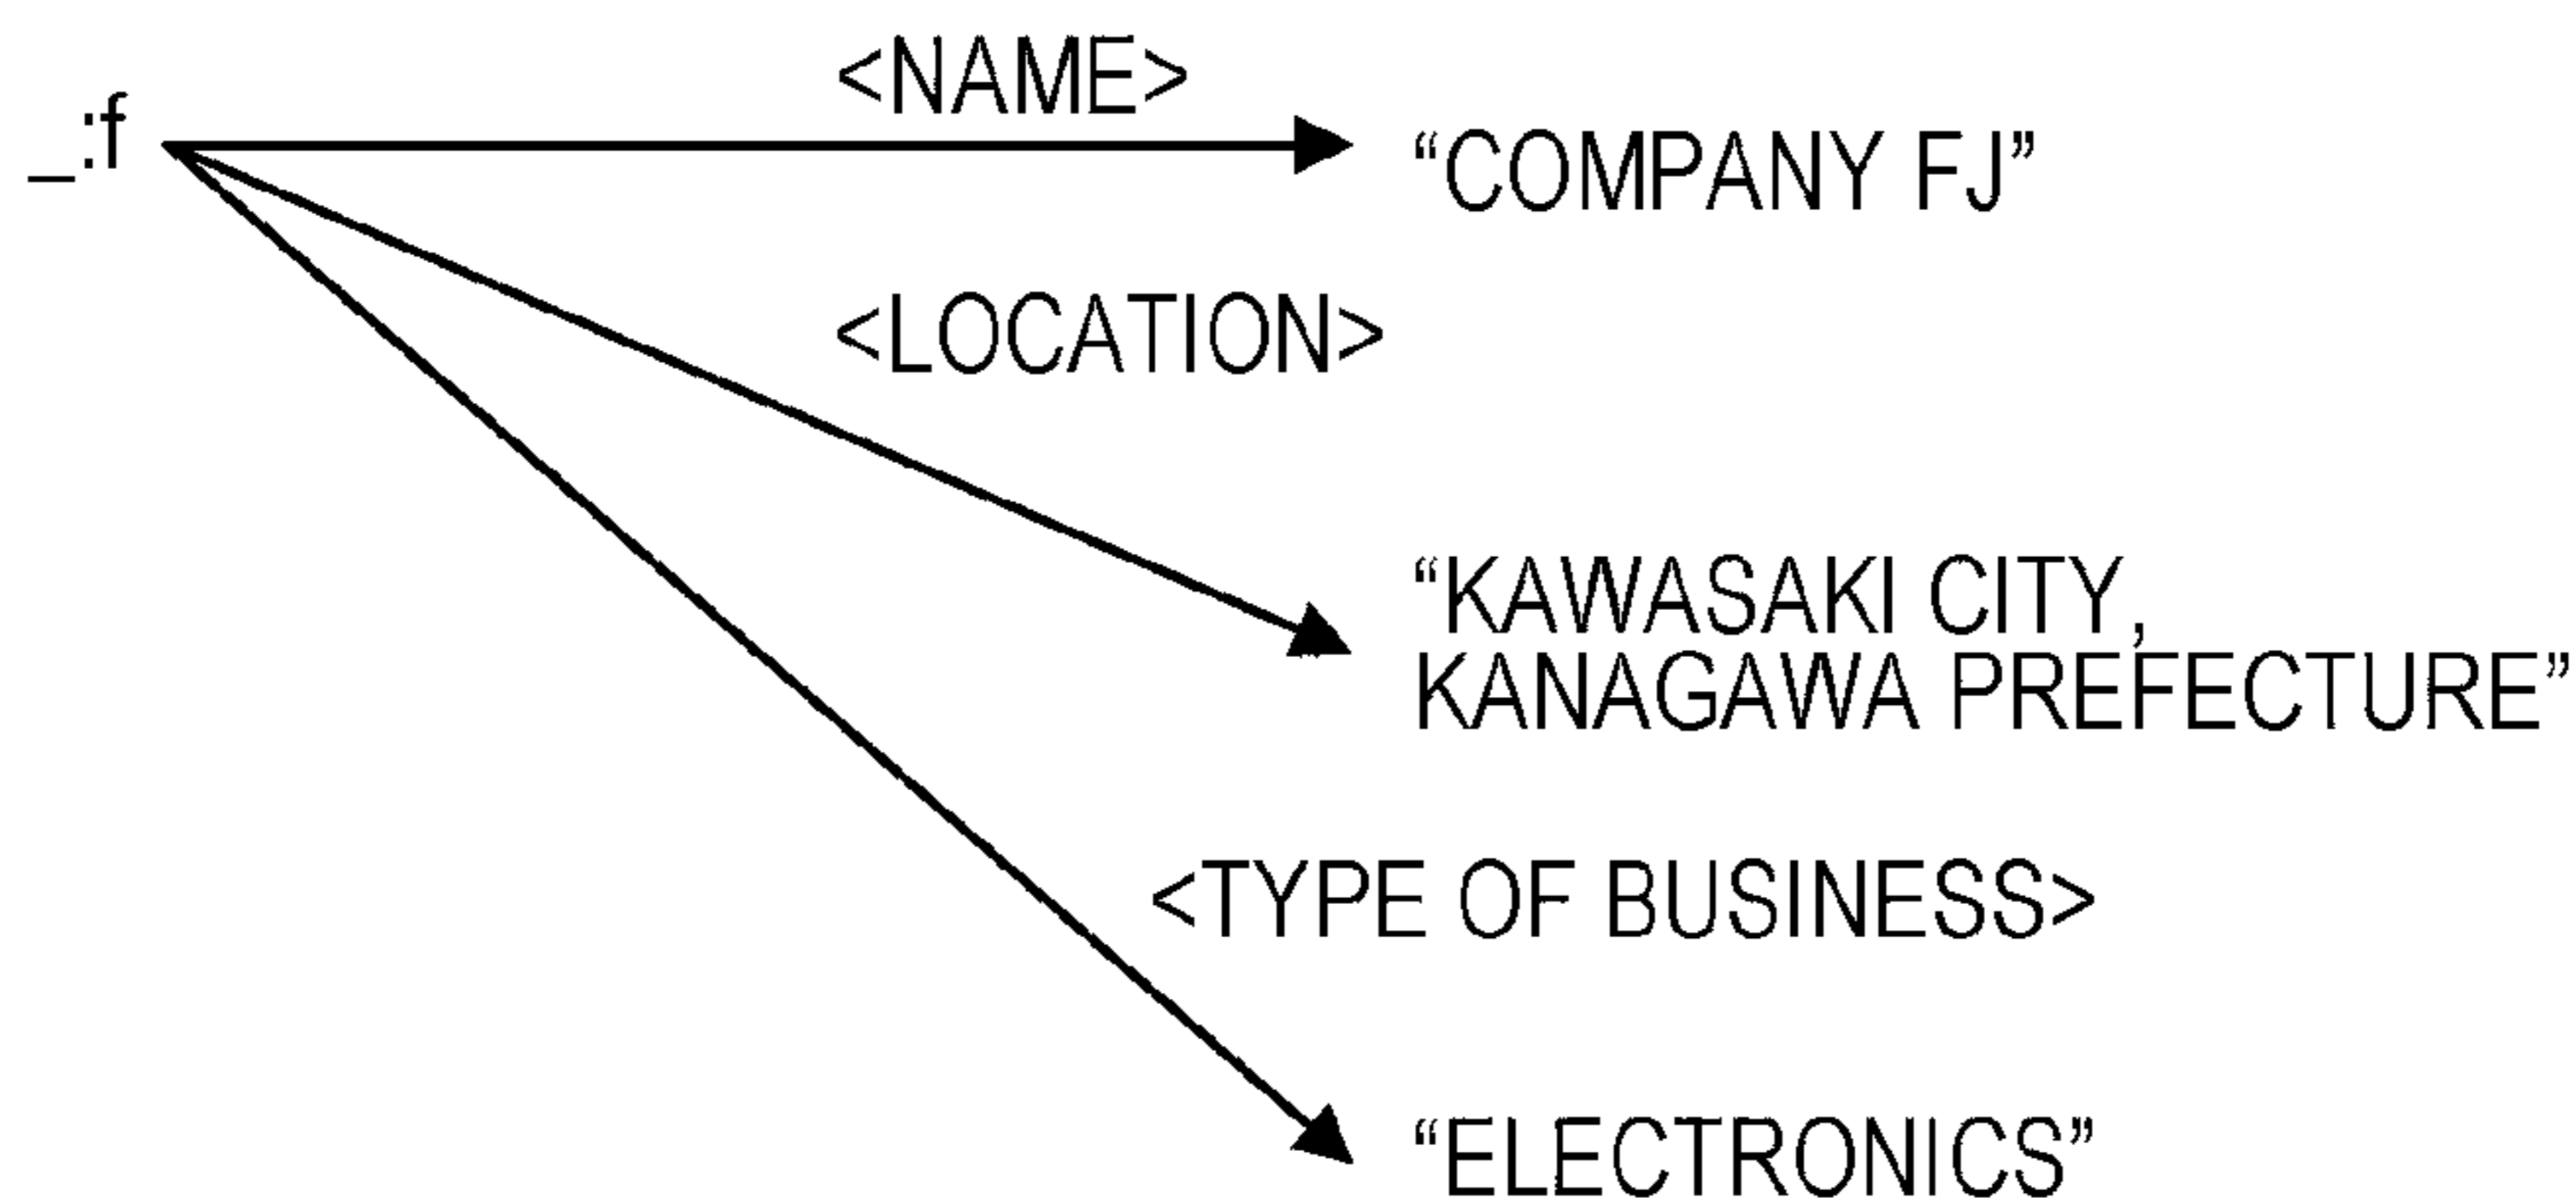 <NAME>
_:f
“COMPANY FJ”
<LOCATION>
“KAWASAKI CITY,
KANAGAWA PREFECTURE”
<TYPE OF BUSINESS>
“ELECTRONICS”